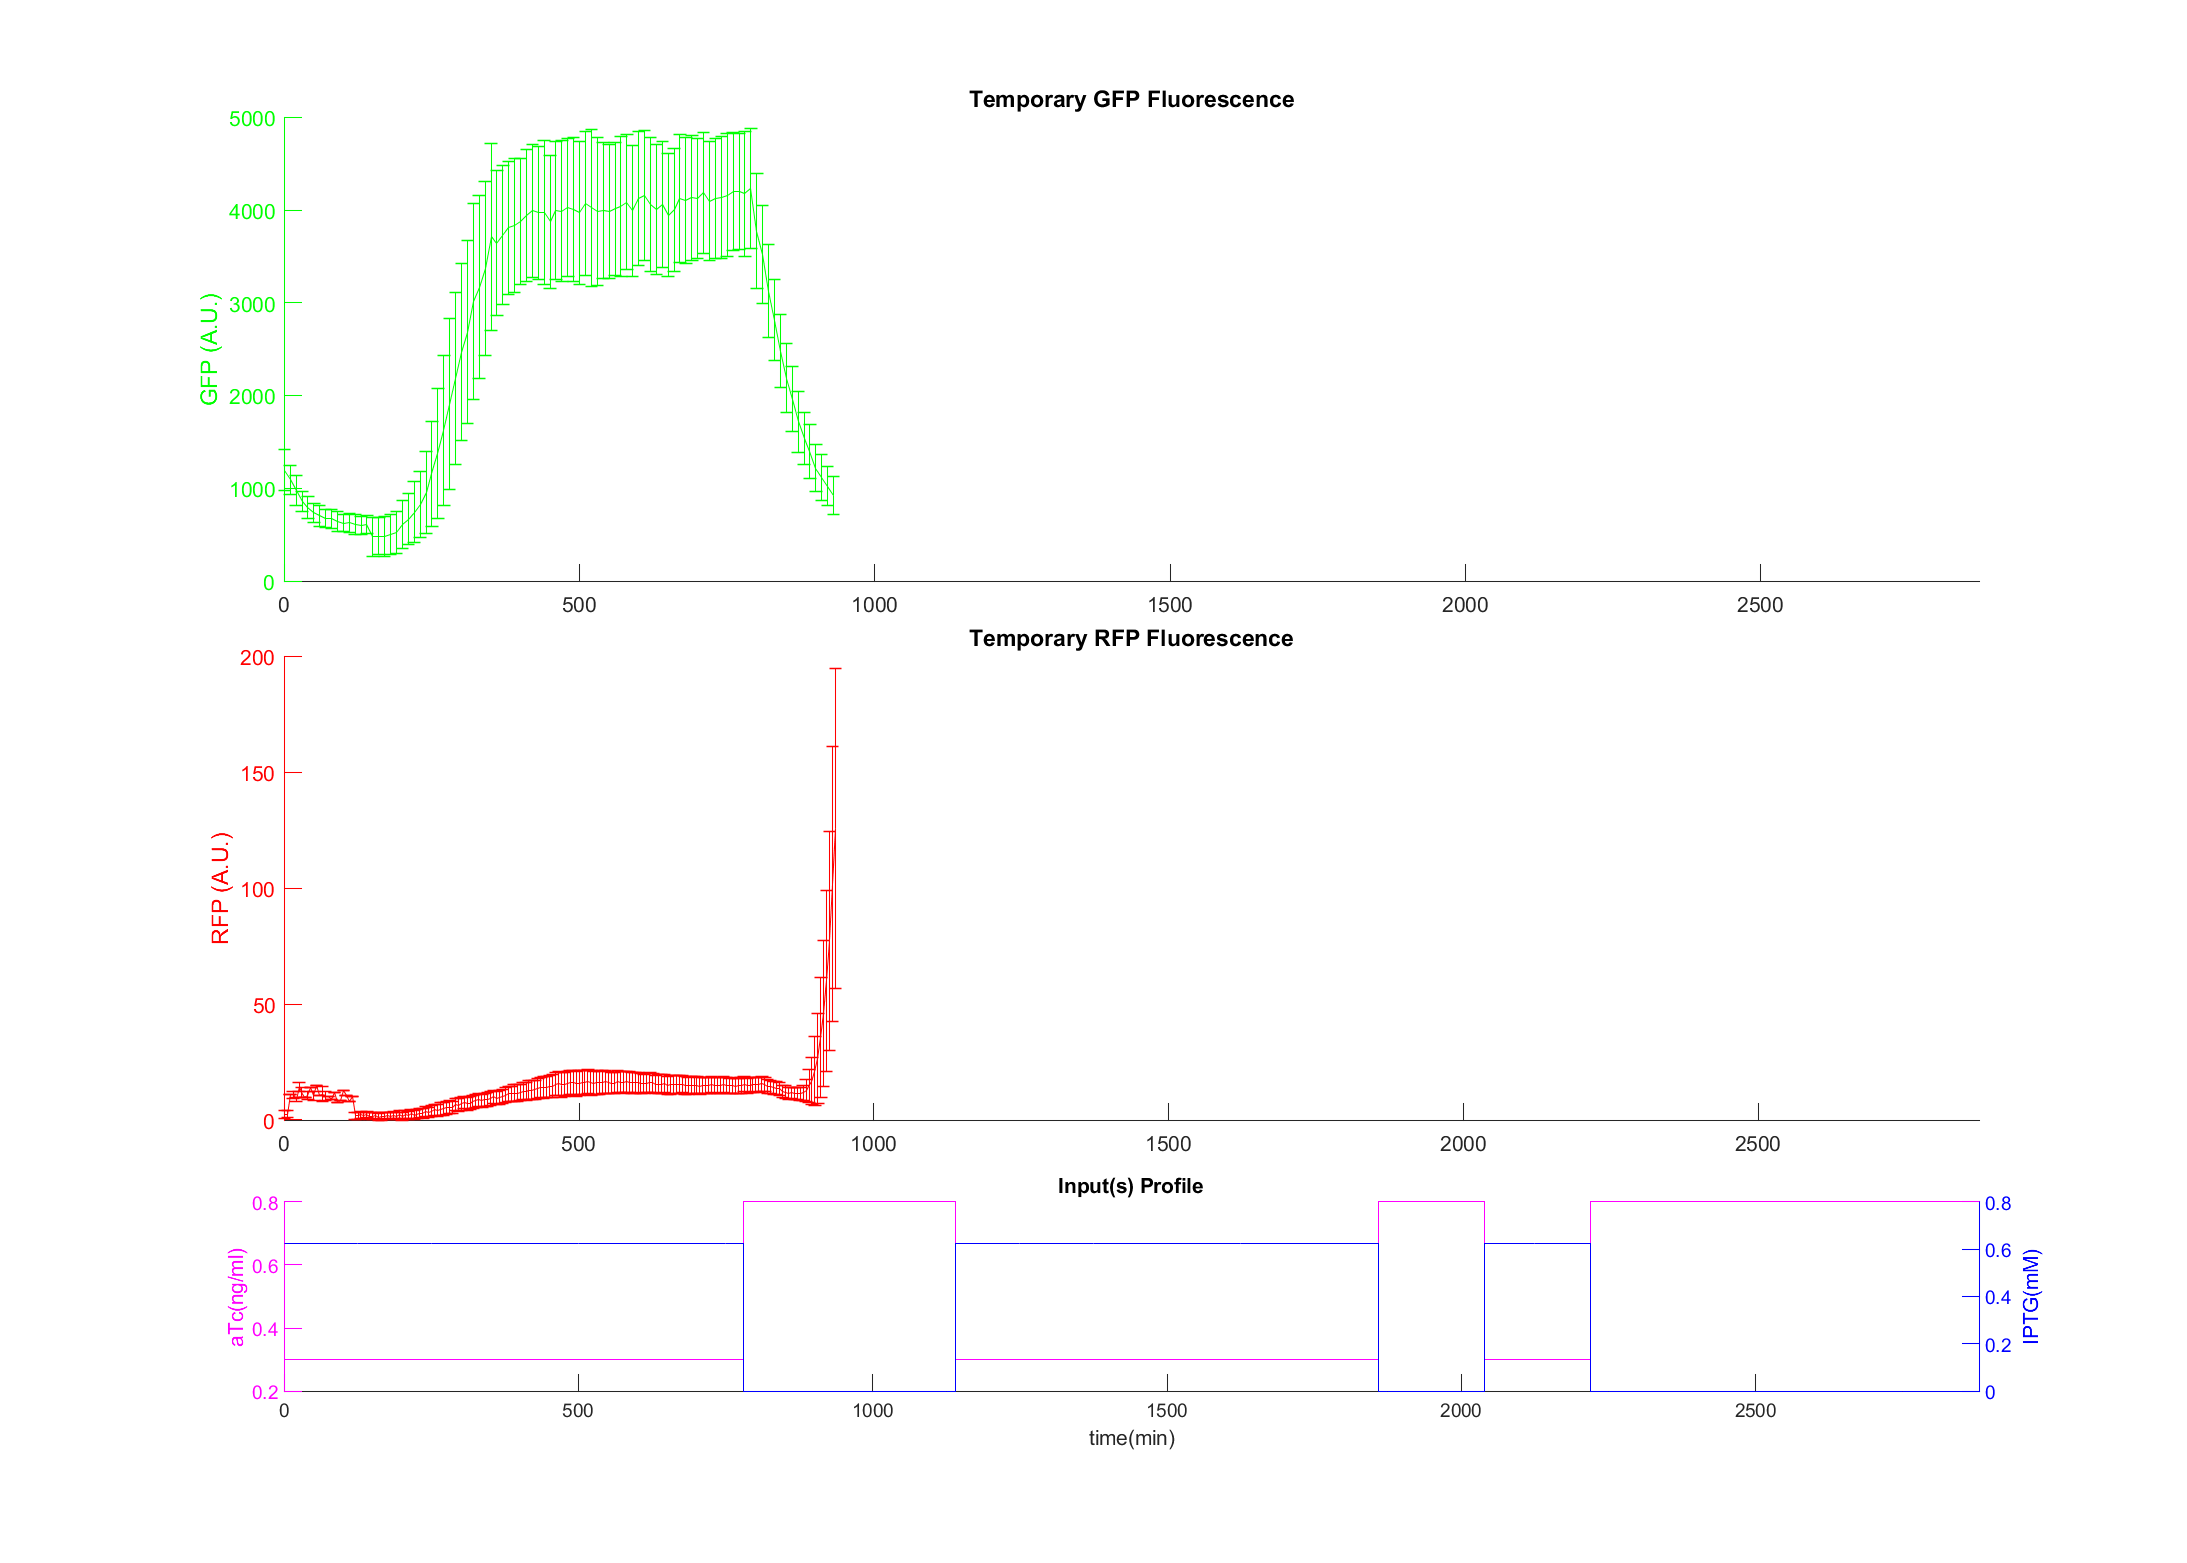 Temporary GFP Fluorescence
5000
4000
3000
2000
1000
0
GFP (A.U.)
0 500 1000 1500 2000 2500
Temporary RFP Fluorescence
200
150
100
50
0
RFP (A.U.)
0 500 1000 1500 2000 2500
Input(s) Profile
0.8
0.6
0.4
0.2
aTc(ng/ml)
0.8
0.6
0.4
0.2
0
IPTG(mM)
0 500 1000 1500 2000 2500
time(min)